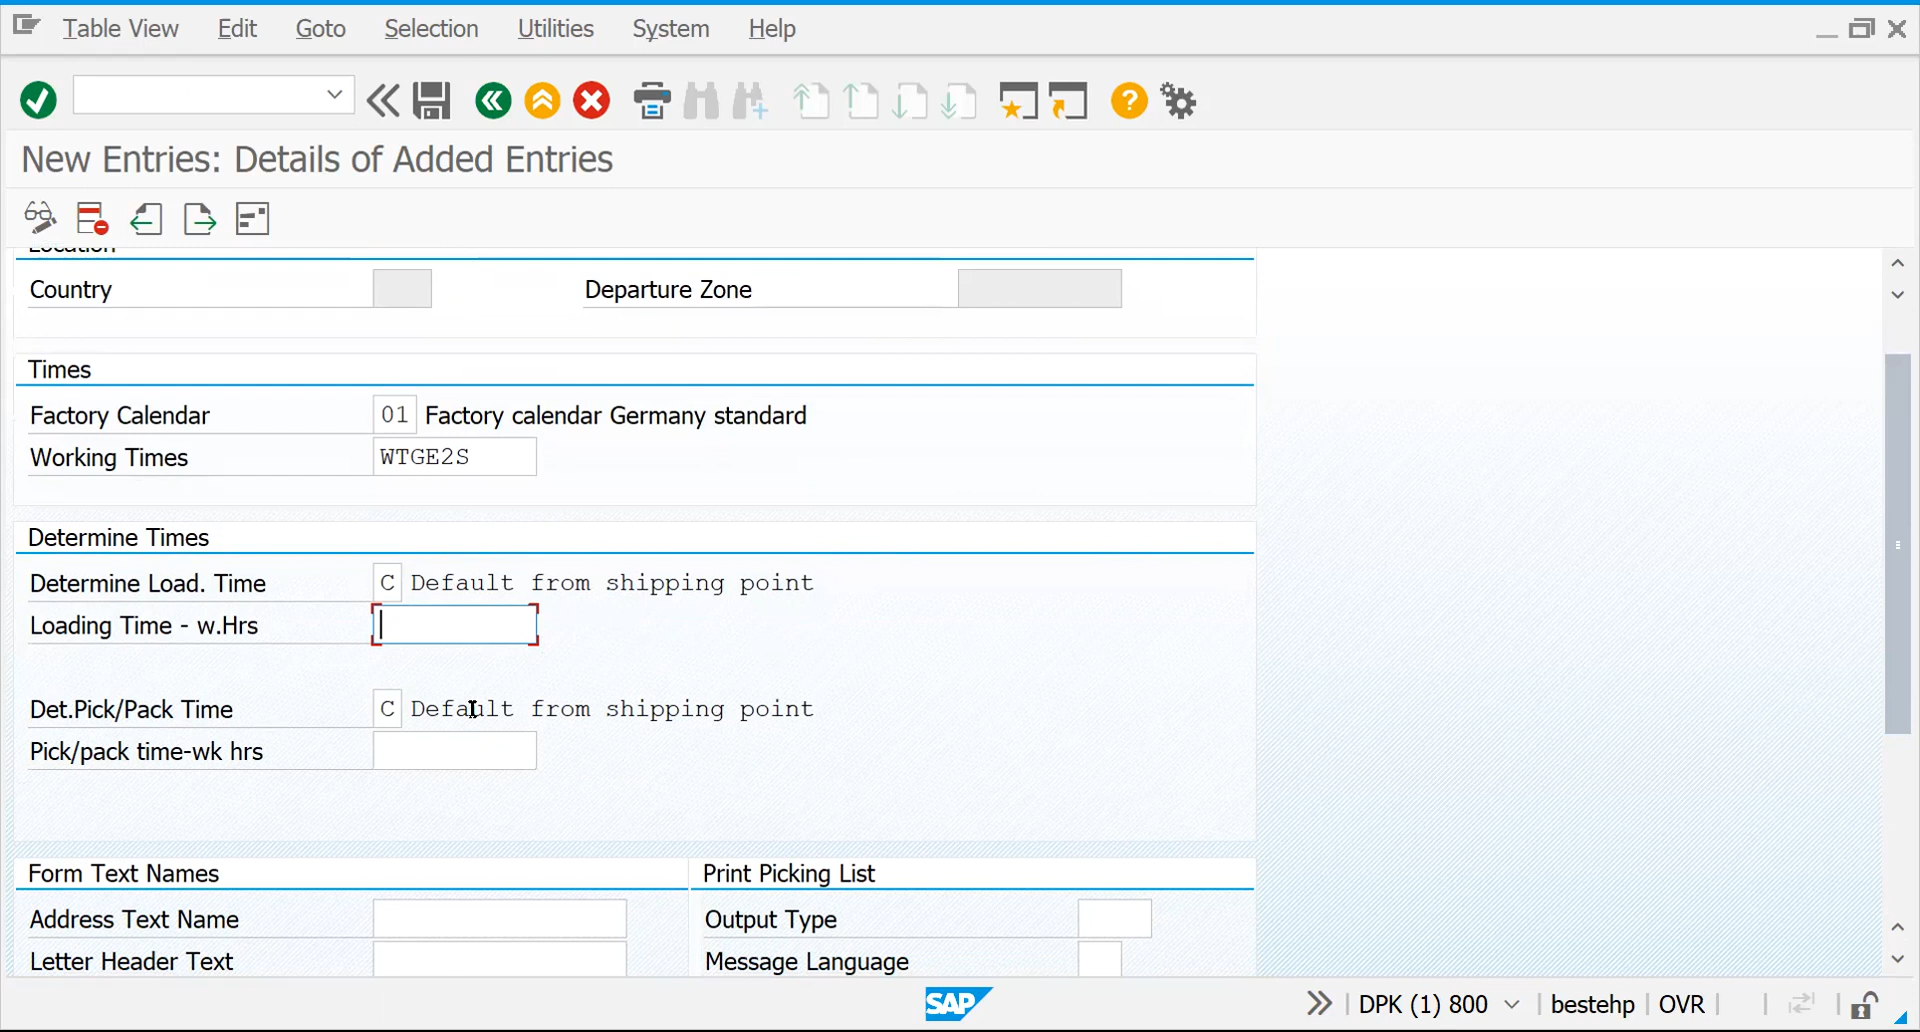 Table View Edit Goto Selection Utilities System Help
New Entries: Details of Added Entries
Location
Country Departure Zone
Times
Factory Calendar 01 Factory calendar Germany standard
Working Times WTGE2S
Determine Times
Determine Load. Time C Default from shipping point
Loading Time - w.Hrs
Det.Pick/Pack Time C Default from shipping point
Pick/pack time-wk hrs
Form Text Names Print Picking List
Address Text Name Output Type
Letter Header Text Message Language
SAP DPK (1) 800 bestehp OVR